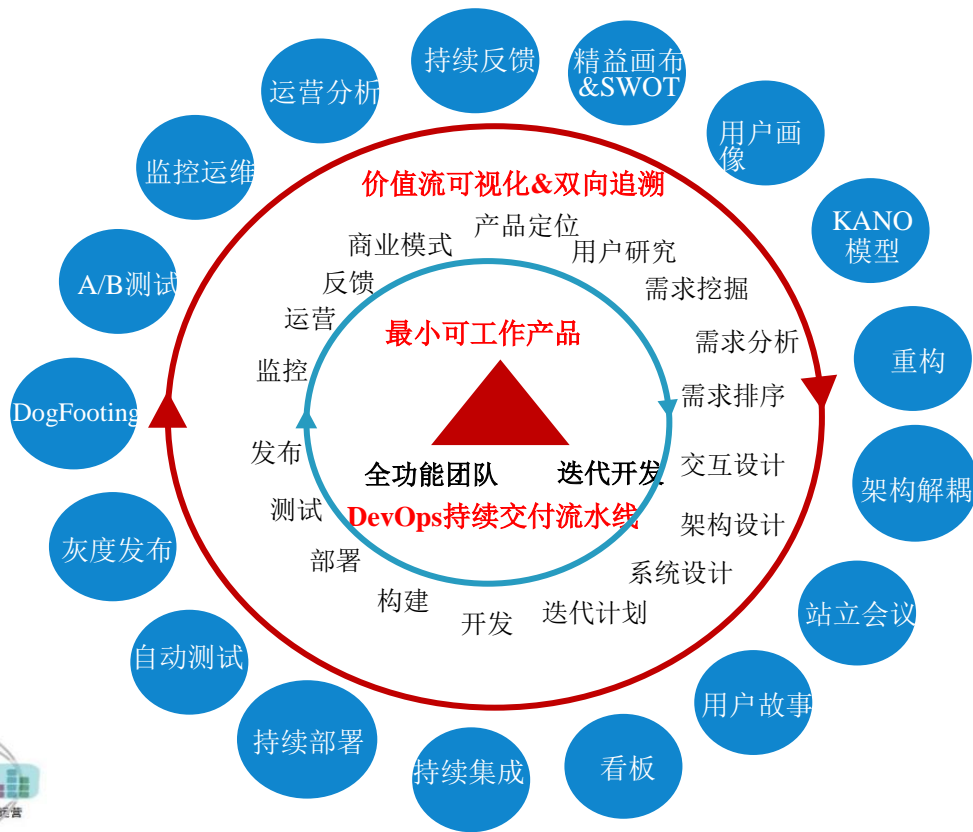 持续反馈
精益画布
&SWOT
运营分析
用户画
像
监控运维
KANO
模型
A/B测试
重构
DogFooting
架构解耦
灰度发布
站立会议
自动测试
用户故事
持续部署
持续集成
看板
价值流可视化&双向追溯
产品定位
商业模式
用户研究
反馈
需求挖掘
运营
需求分析
监控
需求排序
发布
交互设计
测试
架构设计
部署
系统设计
构建
迭代计划
开发
最小可工作产品
全功能团队
迭代开发
DevOps持续交付流水线
营